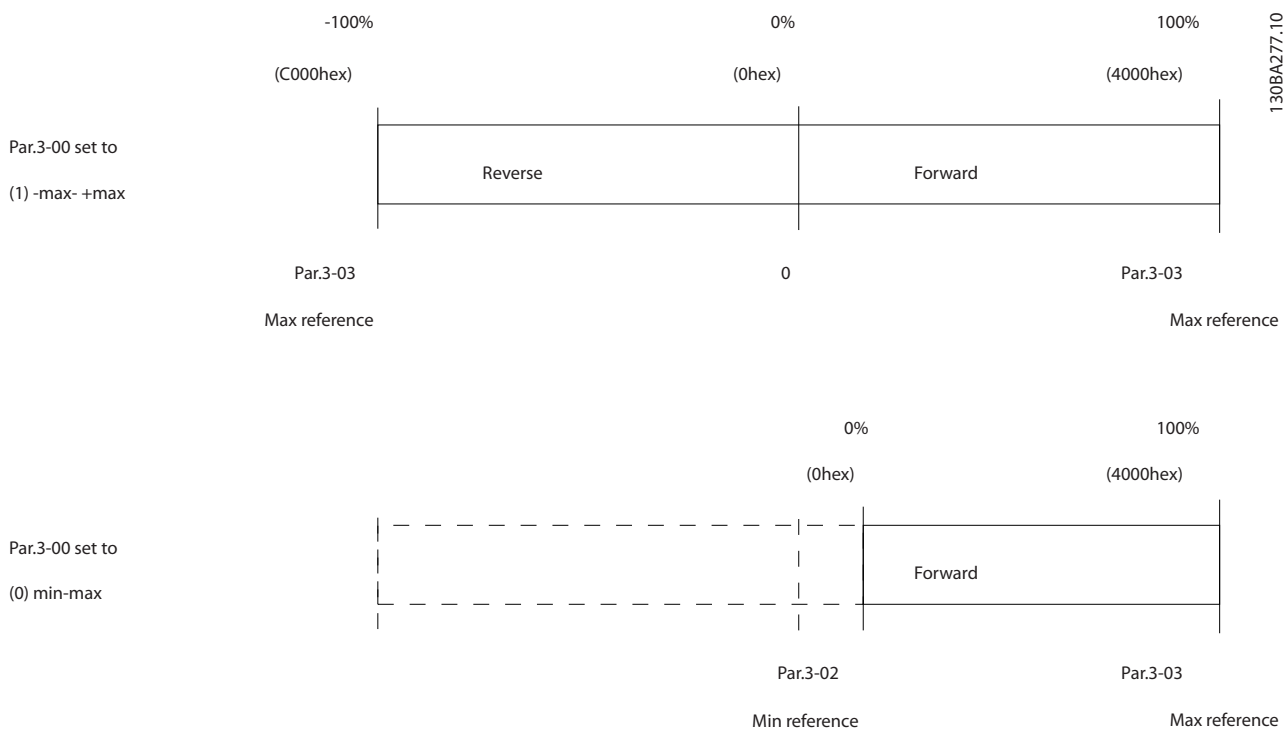 -100% 0% 100%
(C000hex) (0hex) (4000hex)
130BA277.10
Par.3-00 set to
(1) -max- +max
Reverse Forward
Par.3-03 0 Par.3-03
Max reference Max reference
0% 100%
(0hex) (4000hex)
Par.3-00 set to
(0) min-max
Forward
Par.3-02 Par.3-03
Min reference Max reference